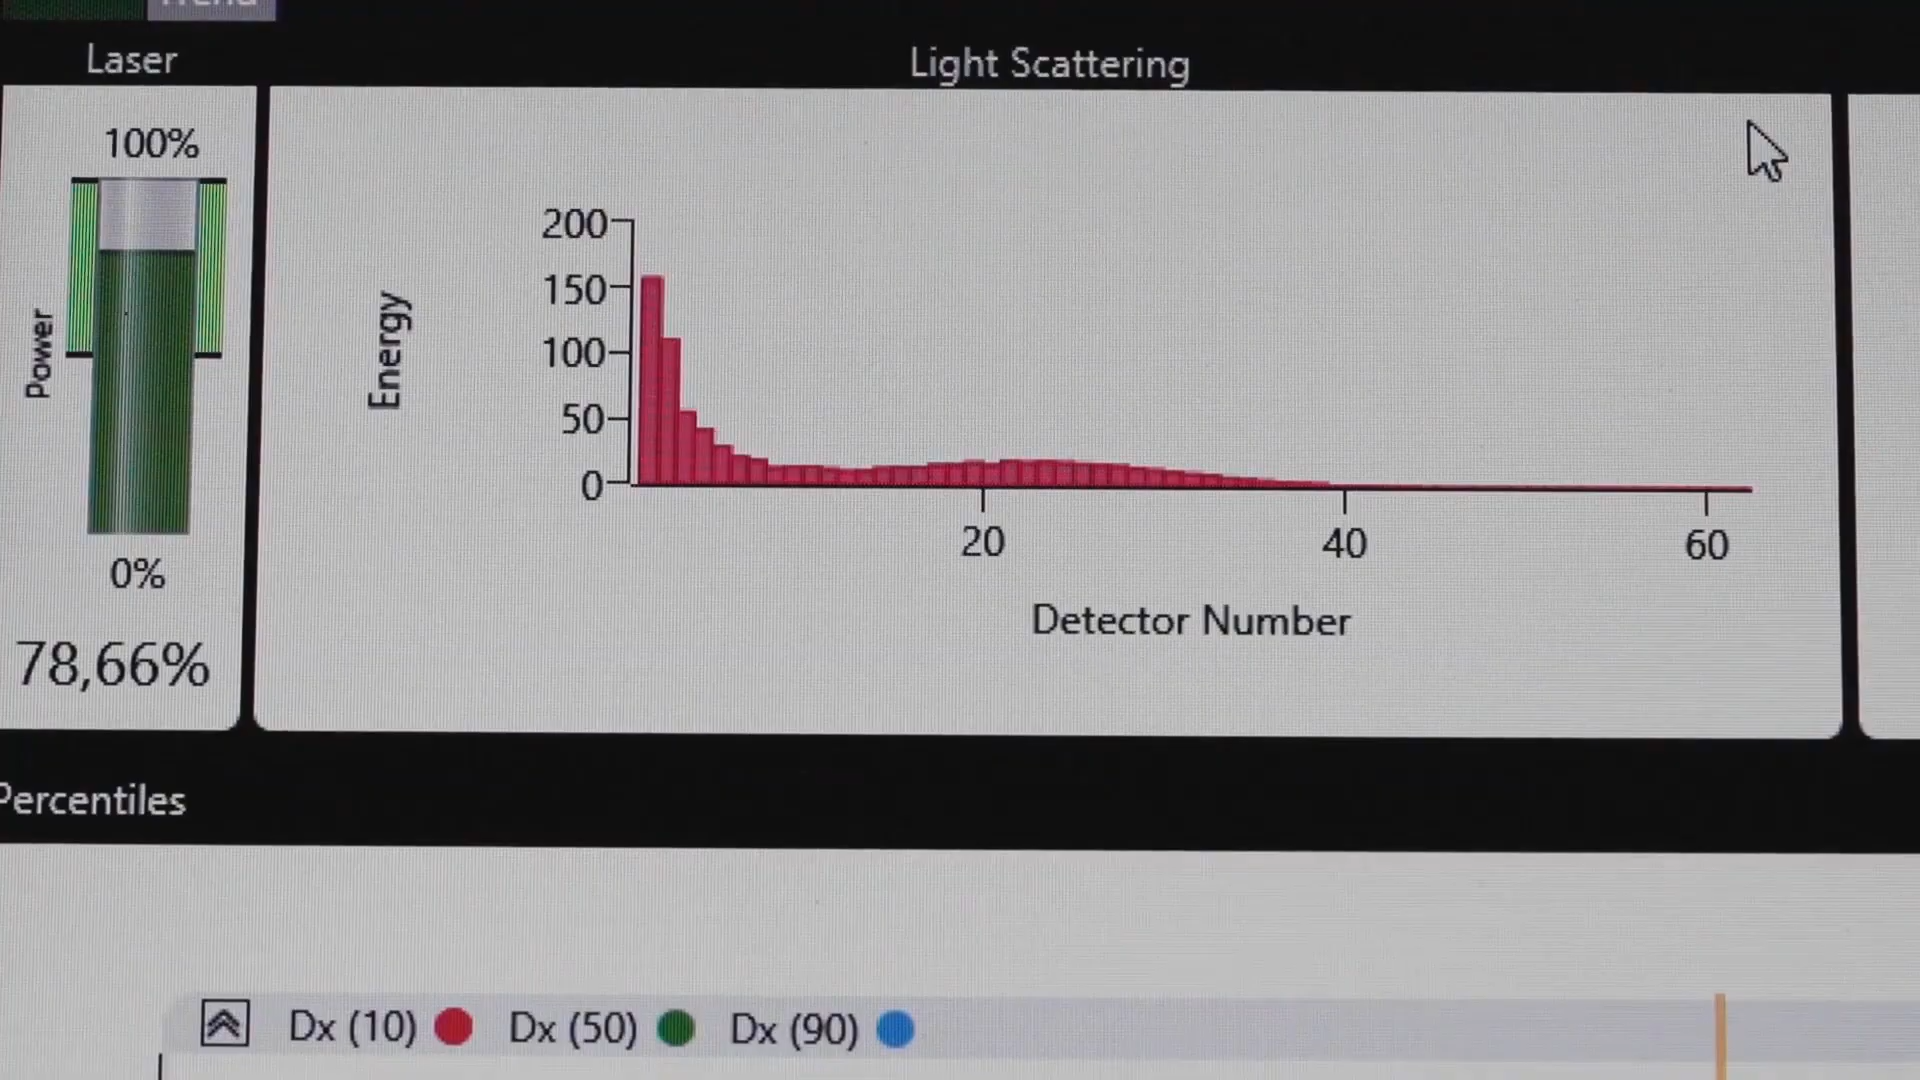 Trend
Laser
Light Scattering
100%
Power
0%
78,66%
Energy
200
150
100
50
0
20
40
60
Detector Number
Percentiles
Dx (10)
Dx (50)
Dx (90)